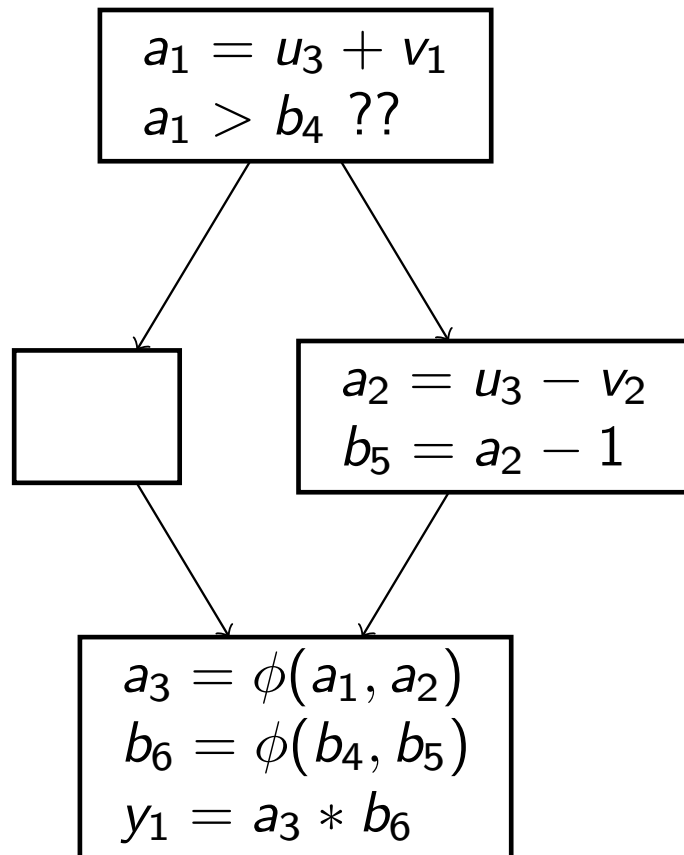 a₁ = u₃ + v₁
a₁ > b₄ ??
a₂ = u₃ − v₂
b₅ = a₂ − 1
a₃ = ϕ(a₁, a₂)
b₆ = ϕ(b₄, b₅)
y₁ = a₃ ∗ b₆